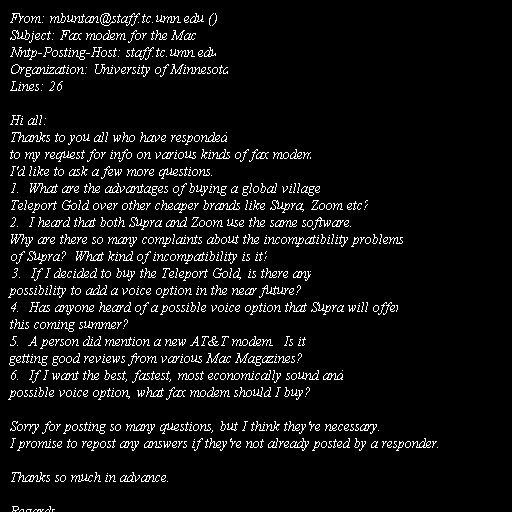 From: mbuntan@staff.tc.umn.edu ()
Subject: Fax modem for the Mac
Nntp-Posting-Host: staff.tc.umn.edu
Organization: University of Minnesota
Lines: 26

Hi all:
Thanks to you all who have responded
to my request for info on various kinds of fax modem.
I'd like to ask a few more questions.
1.  What are the advantages of buying a global village
Teleport Gold over other cheaper brands like Supra, Zoom etc?
2.  I heard that both Supra and Zoom use the same software.
Why are there so many complaints about the incompatibility problems
of Supra?  What kind of incompatibility is it?
3.  If I decided to buy the Teleport Gold, is there any
possibility to add a voice option in the near future?
4.  Has anyone heard of a possible voice option that Supra will offer
this coming summer?
5.  A person did mention a new AT&T modem.  Is it
getting good reviews from various Mac Magazines?
6.  If I want the best, fastest, most economically sound and
possible voice option, what fax modem should I buy?

Sorry for posting so many questions, but I think they're necessary.
I promise to repost any answers if they're not already posted by a responder.

Thanks so much in advance.

Regards